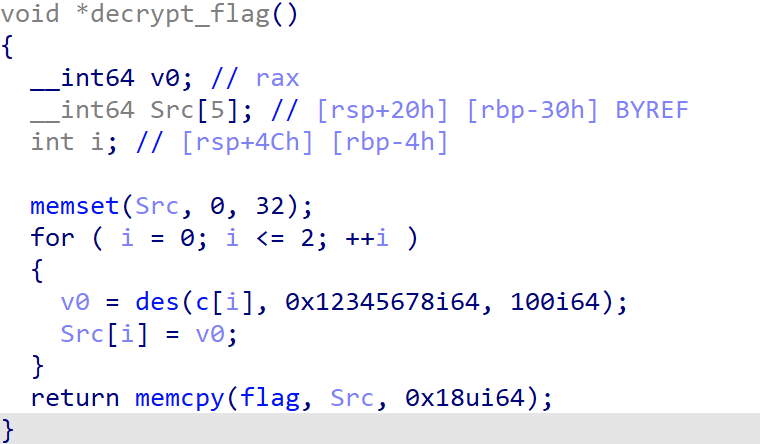 void *decrypt_flag()
{
  __int64 v0; // rax
  __int64 Src[5]; // [rsp+20h] [rbp-30h] BYREF
  int i; // [rsp+4Ch] [rbp-4h]

  memset(Src, 0, 32);
  for ( i = 0; i <= 2; ++i )
  {
    v0 = des(c[i], 0x12345678i64, 100i64);
    Src[i] = v0;
  }
  return memcpy(flag, Src, 0x18ui64);
}